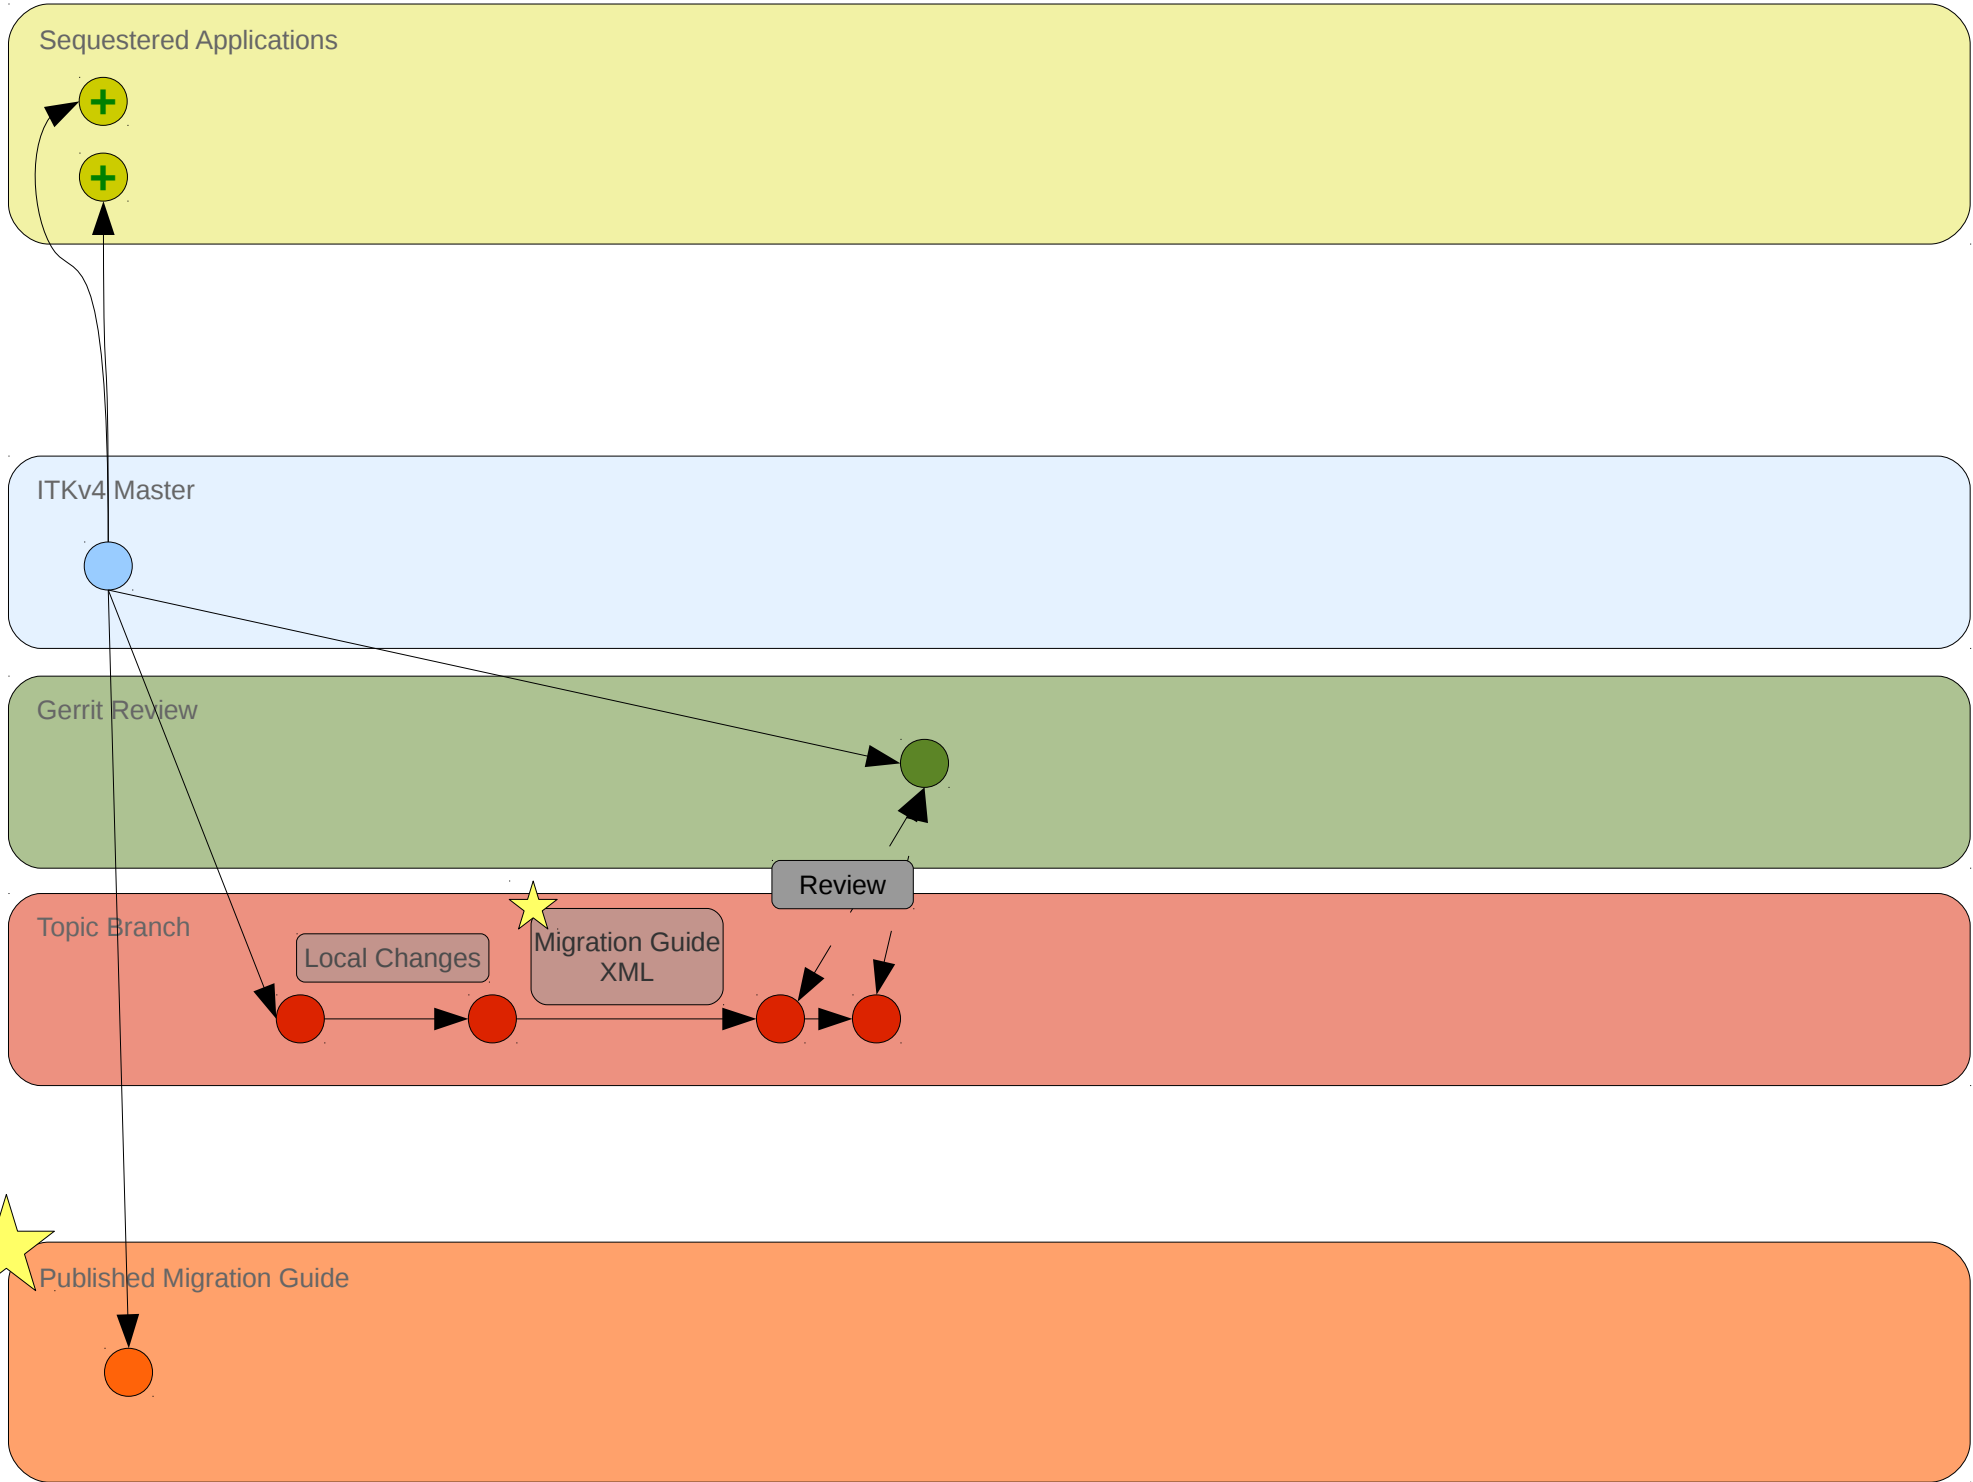 Sequestered Applications
ITKv4 Master
Gerrit Review
Review
Topic Branch
Local Changes
Migration Guide
XML
Published Migration Guide